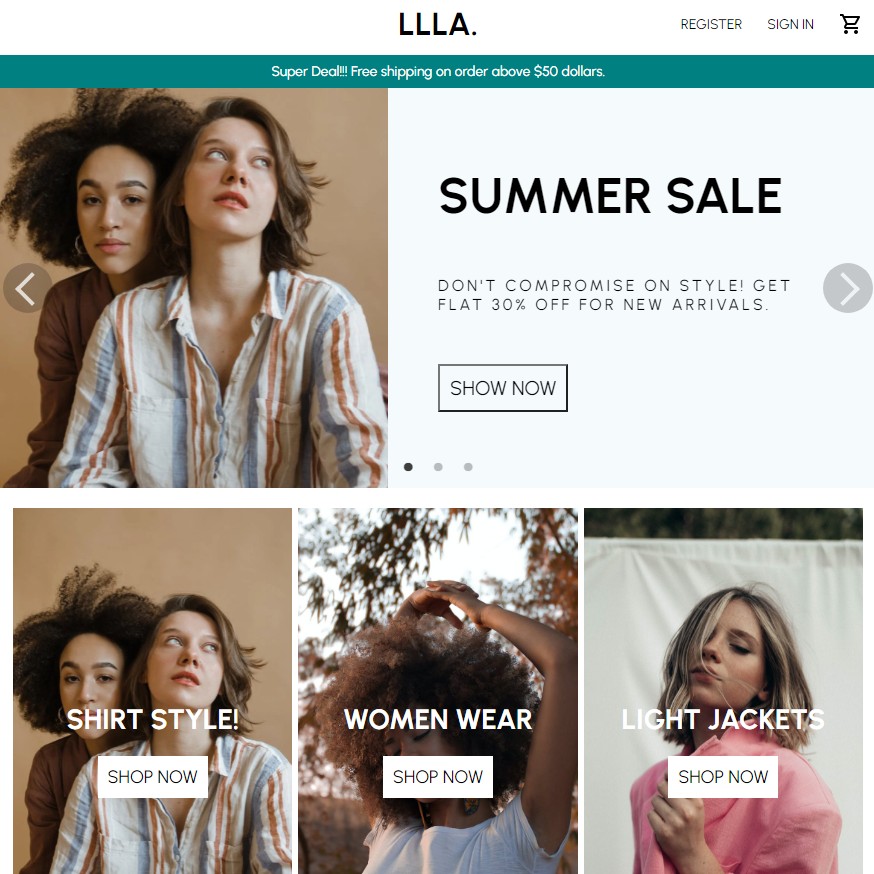 LLLA.
REGISTER
SIGN IN
Super Deal!!! Free shipping on order above $50 dollars.
SUMMER SALE
DON'T COMPROMISE ON STYLE! GET
FLAT 30% OFF FOR NEW ARRIVALS.
SHOW NOW
SHIRT STYLE!
SHOP NOW
WOMEN WEAR
SHOP NOW
LIGHT JACKETS
SHOP NOW